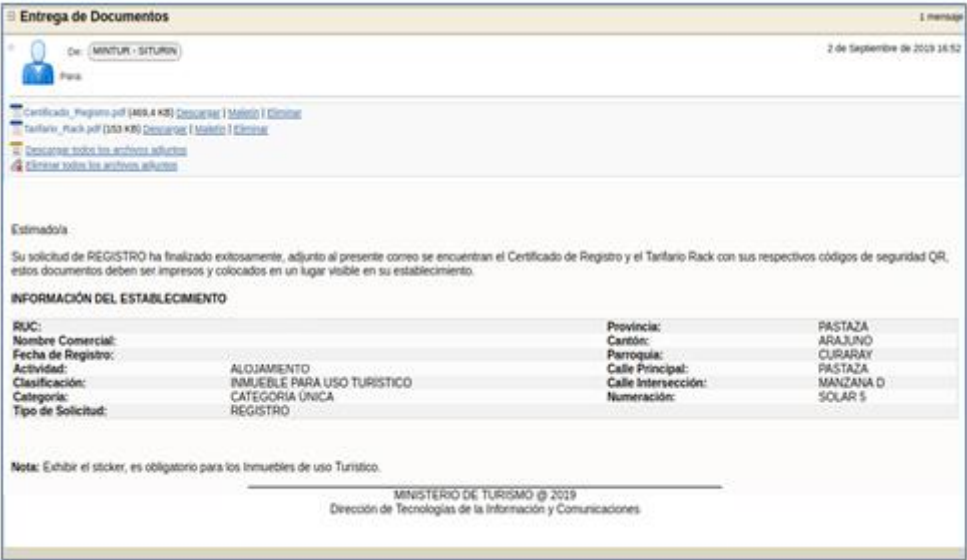 Entrega de Documentos 1 mensaje
De: MINTUR - SITURIN 2 de Septiembre de 2019 16:52
Para:
Certificado_Registro.pdf (469,4 KB) Descargar | Maletín | Eliminar
Tarifario_Rack.pdf (153 KB) Descargar | Maletín | Eliminar
Descargar todos los archivos adjuntos
Eliminar todos los archivos adjuntos
Estimado/a
Su solicitud de REGISTRO ha finalizado exitosamente, adjunto al presente correo se encuentran el Certificado de Registro y el Tarifario Rack con sus respectivos códigos de seguridad QR,
estos documentos deben ser impresos y colocados en un lugar visible en su establecimiento.
INFORMACIÓN DEL ESTABLECIMIENTO
RUC: Provincia: PASTAZA
Nombre Comercial: Cantón: ARAJUNO
Fecha de Registro: Parroquia: CURARAY
Actividad: ALOJAMIENTO Calle Principal: PASTAZA
Clasificación: INMUEBLE PARA USO TURÍSTICO Calle Intersección: MANZANA D
Categoría: CATEGORÍA ÚNICA Numeración: SOLAR 5
Tipo de Solicitud: REGISTRO
Nota: Exhibir el sticker, es obligatorio para los Inmuebles de uso Turístico.
MINISTERIO DE TURISMO @ 2019
Dirección de Tecnologías de la Información y Comunicaciones